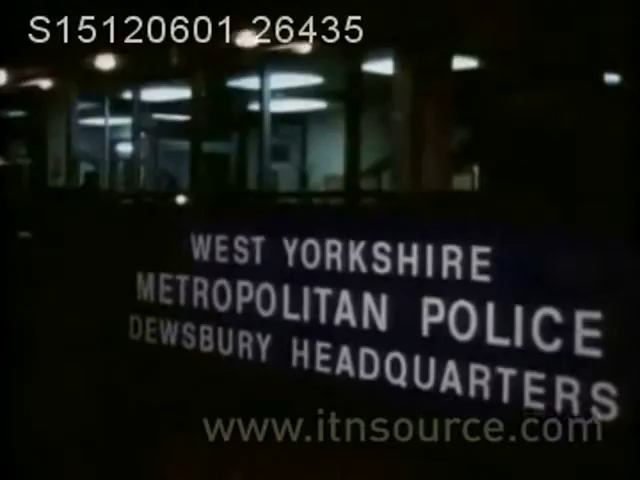 S15120601 26435
WEST YORKSHIRE
METROPOLITAN POLICE
DEWSBURY HEADQUARTERS
www.itnsource.com